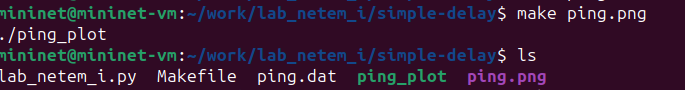 mininet@mininet-vm:~/work/lab_netem_i/simple-delay$ make ping.png
./ping_plot
mininet@mininet-vm:~/work/lab_netem_i/simple-delay$ ls
lab_netem_i.py Makefile ping.dat ping_plot ping.png